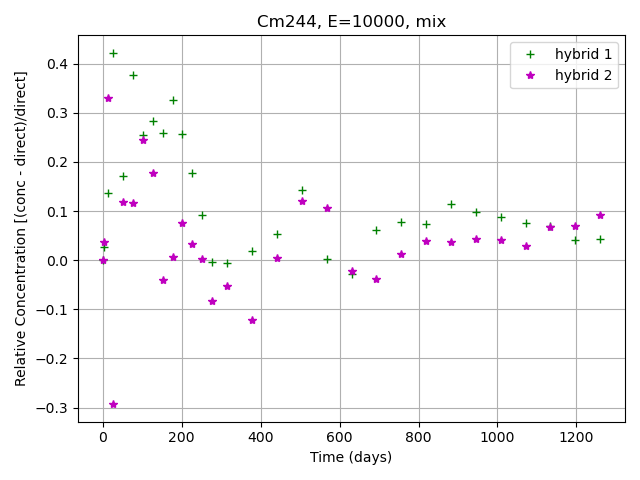 Cm244, E=10000, mix
hybrid 1
hybrid 2
Relative Concentration [(conc - direct)/direct]
0.4
0.3
0.2
0.1
0.0
−0.1
−0.2
−0.3
0 200 400 600 800 1000 1200
Time (days)